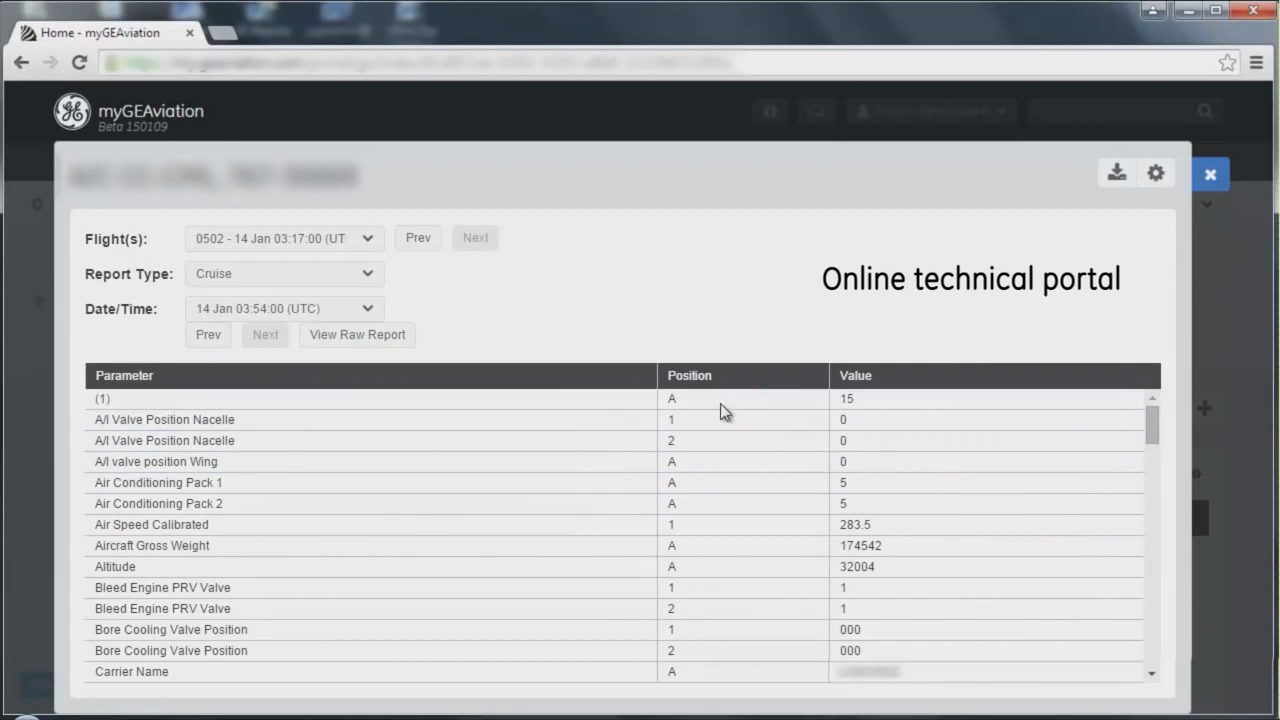 Home - myGEAviation
myGEAviation
Beta 150109
Flight(s): 0502 - 14 Jan 03:17:00 (UT Prev Next
Report Type: Cruise
Online technical portal
Date/Time: 14 Jan 03:54:00 (UTC)
Prev Next View Raw Report
Parameter Position Value
(1) A 15
A/I Valve Position Nacelle 1 0
A/I Valve Position Nacelle 2 0
A/I valve position Wing A 0
Air Conditioning Pack 1 A 5
Air Conditioning Pack 2 A 5
Air Speed Calibrated 1 283.5
Aircraft Gross Weight A 174542
Altitude A 32004
Bleed Engine PRV Valve 1 1
Bleed Engine PRV Valve 2 1
Bore Cooling Valve Position 1 000
Bore Cooling Valve Position 2 000
Carrier Name A